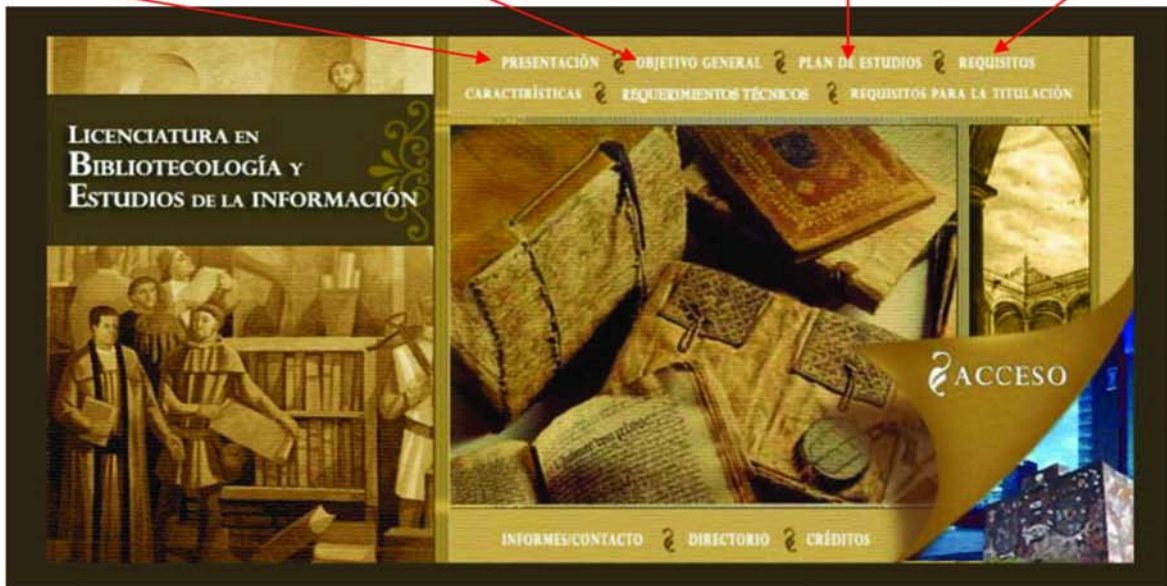 PRESENTACIÓN OBJETIVO GENERAL PLAN DE ESTUDIOS REQUISITOS
CARACTIRÍSTICAS REQUERIMIENTOS TÉCNICOS REQUISITOS PARA LA TITULACIÓN
LICENCIATURA EN
BIBLIOTECOLOGÍA Y
ESTUDIOS DE LA INFORMACIÓN
ACCESO
INFORMES/CONTACTO DIRECTORIO CRÉDITOS